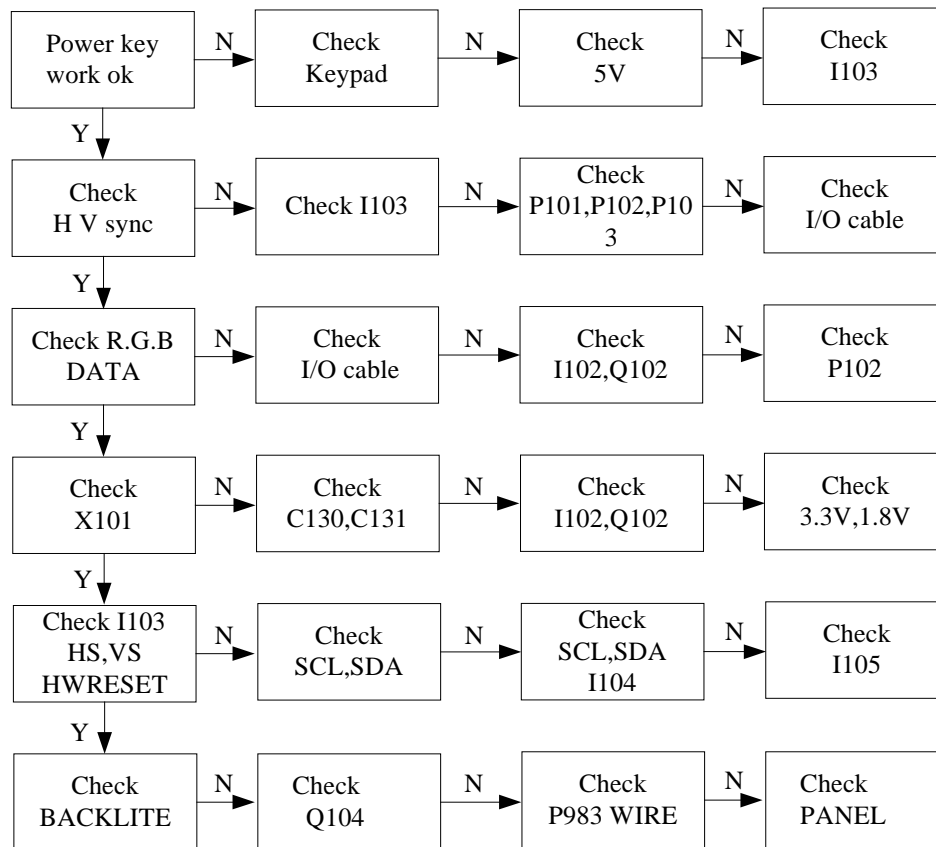 Power key
work ok
N
Check
Keypad
N
Check
5V
N
Check
I103
Y
Check
H V sync
N
Check I103
N
Check
P101,P102,P10
3
N
Check
I/O cable
Y
Check R.G.B
DATA
N
Check
I/O cable
N
Check
I102,Q102
N
Check
P102
Y
Check
X101
N
Check
C130,C131
N
Check
I102,Q102
N
Check
3.3V,1.8V
Y
Check I103
HS,VS
HWRESET
N
Check
SCL,SDA
N
Check
SCL,SDA
I104
N
Check
I105
Y
Check
BACKLITE
N
Check
Q104
N
Check
P983 WIRE
N
Check
PANEL